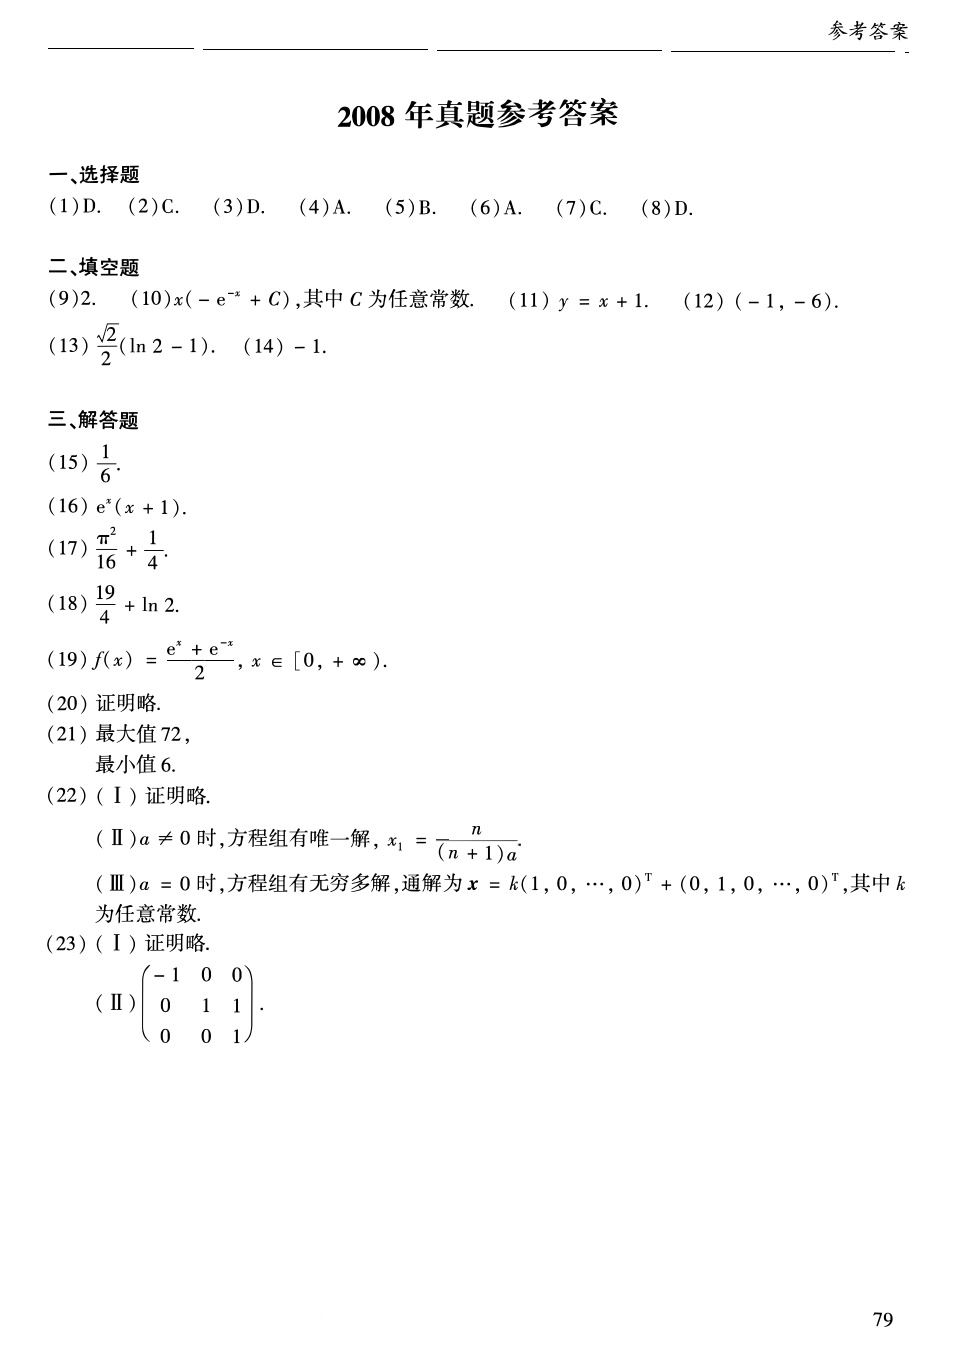 参考答案
2008 年真题参考答案
一、选择题
(1)D. (2)C. (3)D. (4)A. (5)B. (6)A. (7)C. (8)D.
二、填空题
(9)2. (10)x(－e⁻ˣ + C),其中 C 为任意常数. (11) y = x + 1. (12) (－1, －6).
(13) √2/2 (ln 2 － 1). (14) －1.
三、解答题
(15) 1/6.
(16) eˣ(x + 1).
(17) π²/16 + 1/4.
(18) 19/4 + ln 2.
(19) f(x) = (eˣ + e⁻ˣ)/2, x ∈ [0, + ∞).
(20) 证明略.
(21) 最大值 72,
最小值 6.
(22) (Ⅰ) 证明略.
(Ⅱ)a ≠ 0 时,方程组有唯一解, x₁ = n/((n + 1)a).
(Ⅲ)a = 0 时,方程组有无穷多解,通解为 x = k(1, 0, …, 0)ᵀ + (0, 1, 0, …, 0)ᵀ,其中 k
为任意常数.
(23) (Ⅰ) 证明略.
－1 0 0
(Ⅱ) 0 1 1 .
0 0 1
79